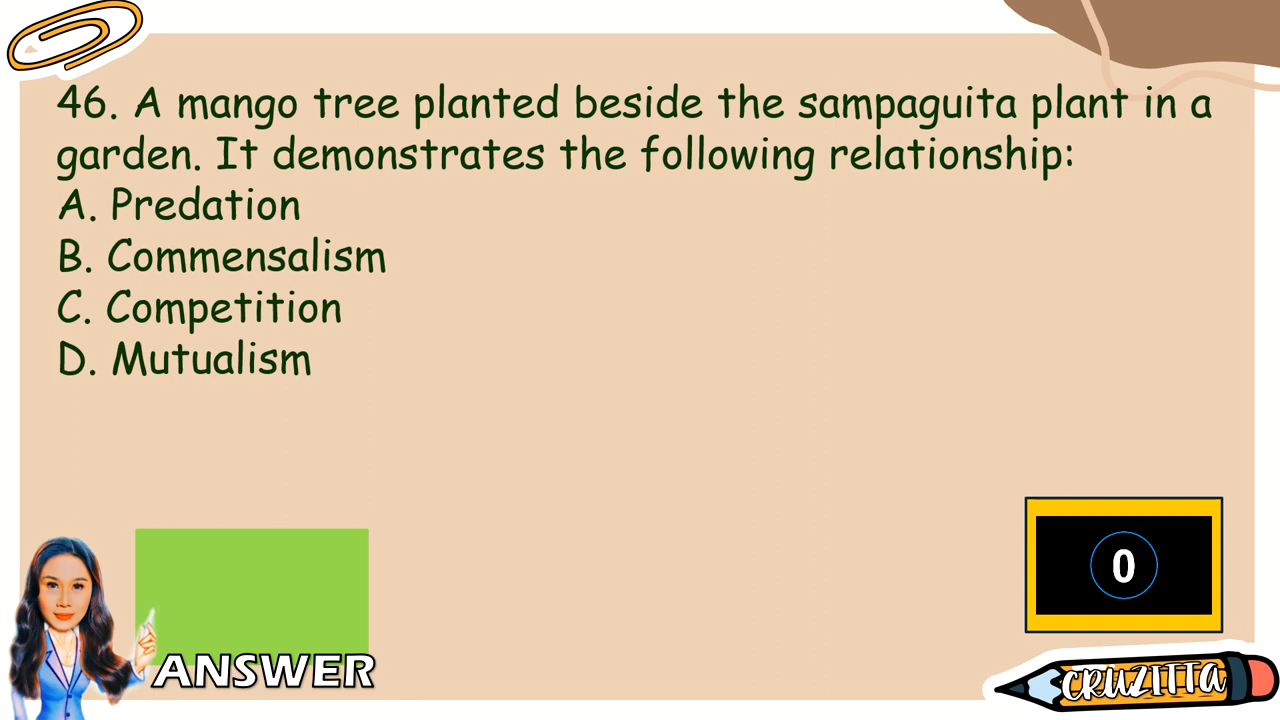 46. A mango tree planted beside the sampaguita plant in a
garden. It demonstrates the following relationship:
A. Predation
B. Commensalism
C. Competition
D. Mutualism
0
ANSWER
CRUZITTA